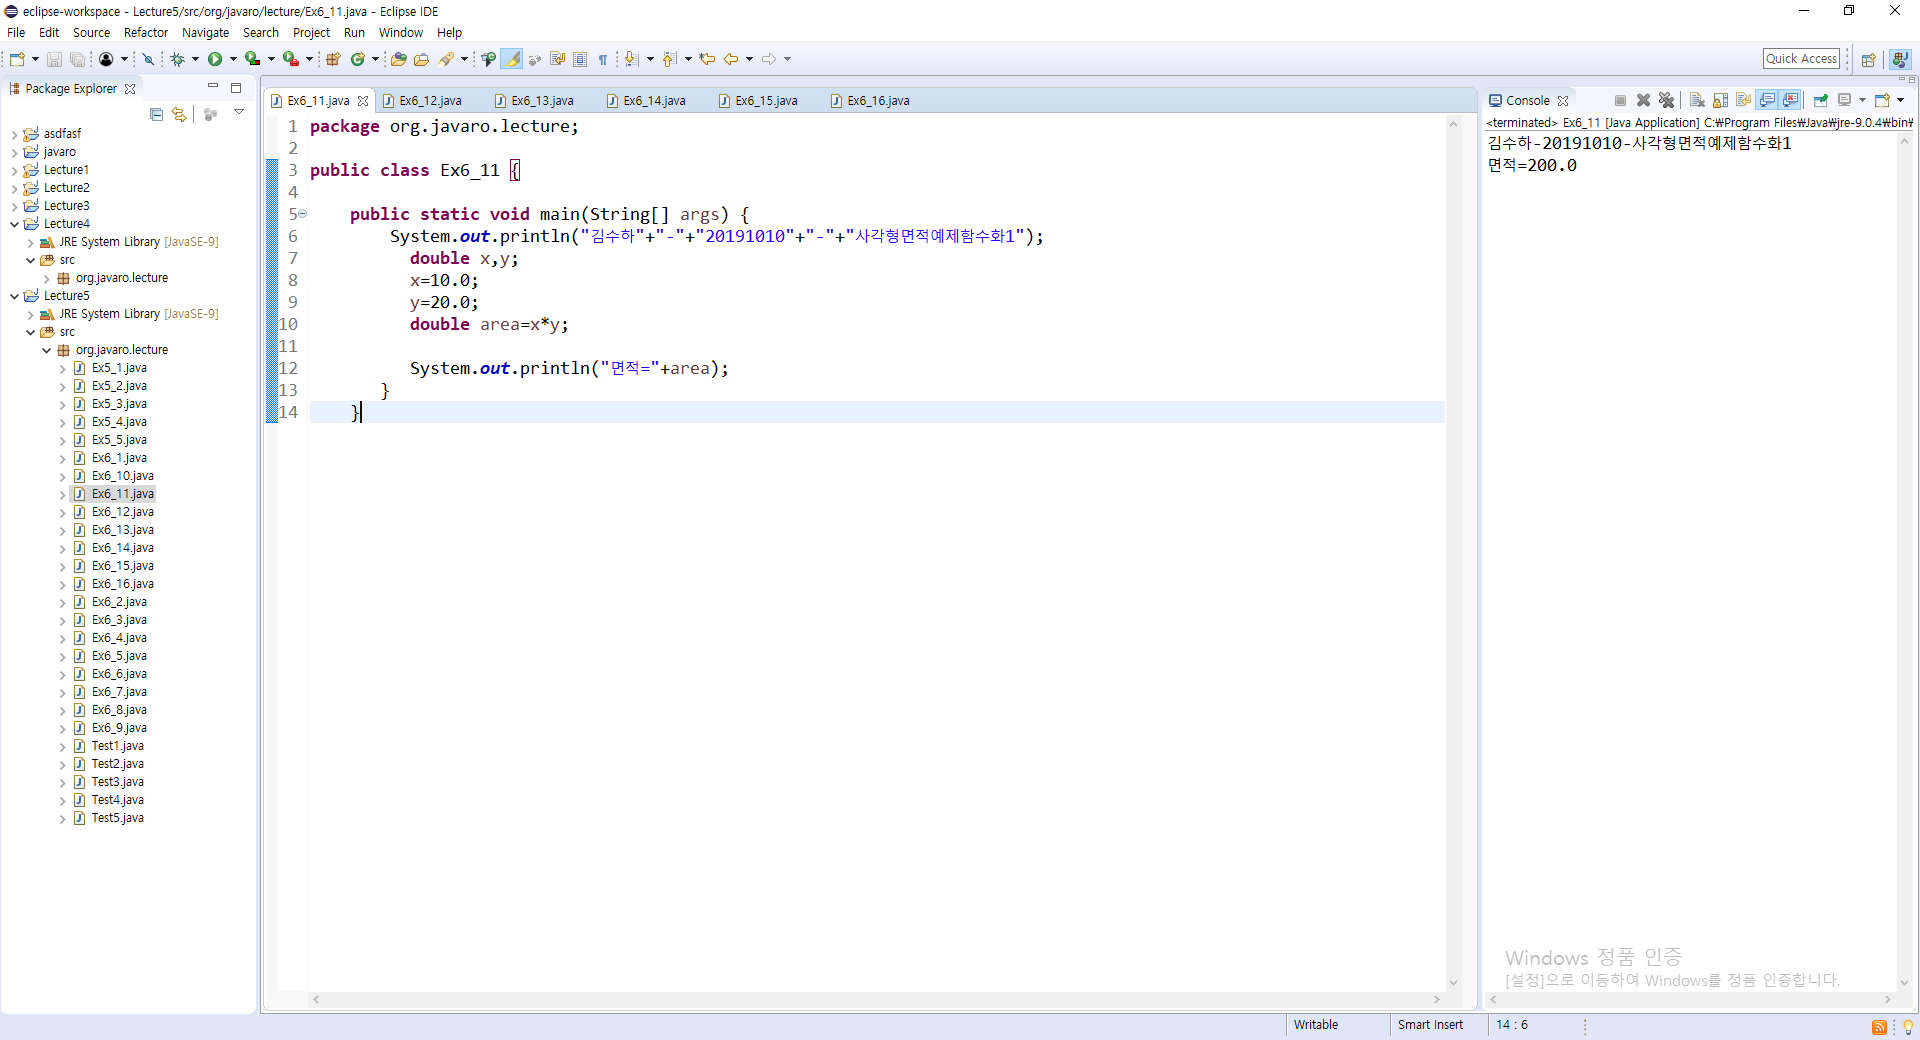 eclipse-workspace - Lecture5/src/org/javaro/lecture/Ex6_11.java - Eclipse IDE
File Edit Source Refactor Navigate Search Project Run Window Help
Quick Access
Package Explorer
asdfasf
javaro
Lecture1
Lecture2
Lecture3
Lecture4
JRE System Library [JavaSE-9]
src
org.javaro.lecture
Lecture5
JRE System Library [JavaSE-9]
src
org.javaro.lecture
Ex5_1.java
Ex5_2.java
Ex5_3.java
Ex5_4.java
Ex5_5.java
Ex6_1.java
Ex6_10.java
Ex6_11.java
Ex6_12.java
Ex6_13.java
Ex6_14.java
Ex6_15.java
Ex6_16.java
Ex6_2.java
Ex6_3.java
Ex6_4.java
Ex6_5.java
Ex6_6.java
Ex6_7.java
Ex6_8.java
Ex6_9.java
Test1.java
Test2.java
Test3.java
Test4.java
Test5.java
Ex6_11.java Ex6_12.java Ex6_13.java Ex6_14.java Ex6_15.java Ex6_16.java
1 package org.javaro.lecture;
2
3 public class Ex6_11 {
4
5 public static void main(String[] args) {
6 System.out.println("김수하"+"-"+"20191010"+"-"+"사각형면적예제함수화1");
7 double x,y;
8 x=10.0;
9 y=20.0;
10 double area=x*y;
11
12 System.out.println("면적="+area);
13 }
14 }
Console
<terminated> Ex6_11 [Java Application] C:₩Program Files₩Java₩jre-9.0.4₩bin₩
김수하-20191010-사각형면적예제함수화1
면적=200.0
Windows 정품 인증
[설정]으로 이동하여 Windows를 정품 인증합니다.
Writable Smart Insert 14 : 6